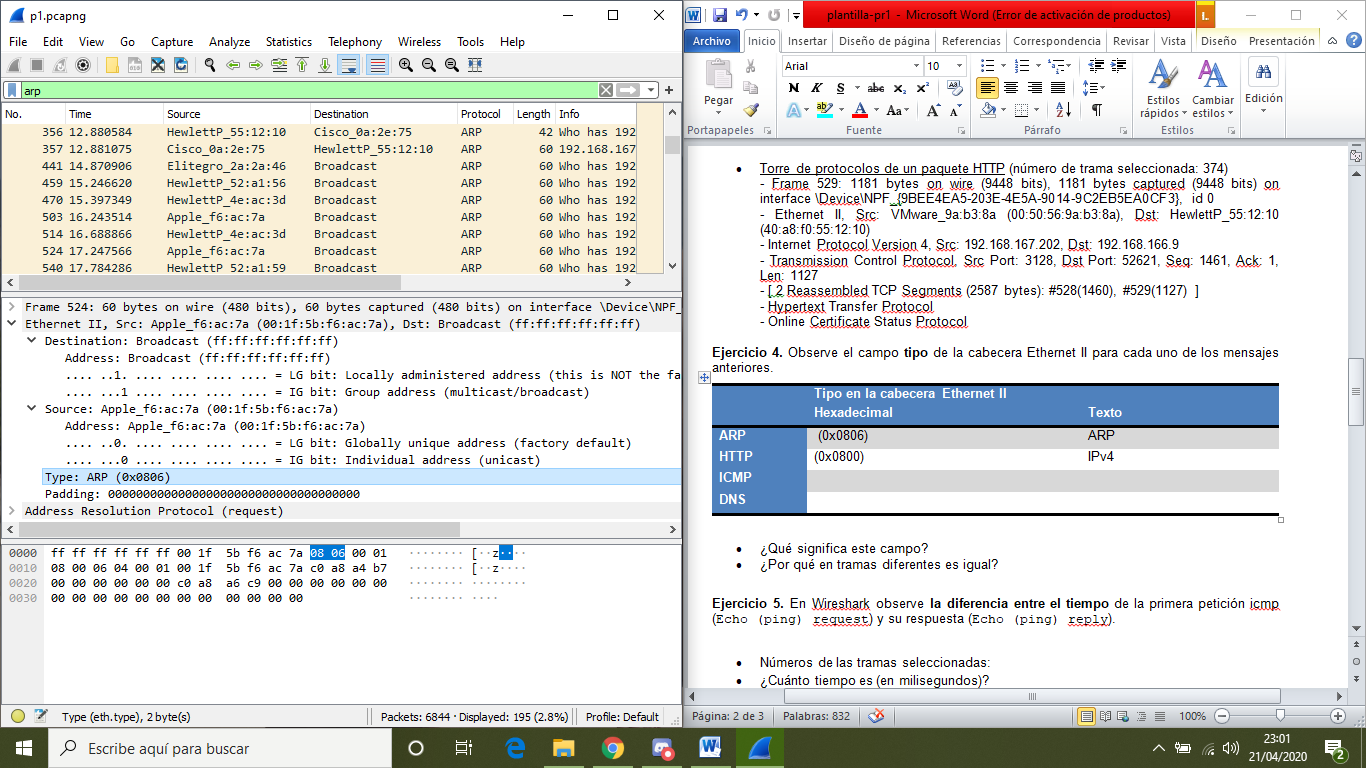 p1.pcapng
File Edit View Go Capture Analyze Statistics Telephony Wireless Tools Help
arp
No. Time Source Destination Protocol Length Info
356 12.880584 HewlettP_55:12:10 Cisco_0a:2e:75 ARP 42 Who has 192
357 12.881075 Cisco_0a:2e:75 HewlettP_55:12:10 ARP 60 192.168.167
441 14.870906 Elitegro_2a:2a:46 Broadcast ARP 60 Who has 192
459 15.246620 HewlettP_52:a1:56 Broadcast ARP 60 Who has 192
470 15.397349 HewlettP_4e:ac:3d Broadcast ARP 60 Who has 192
503 16.243514 Apple_f6:ac:7a Broadcast ARP 60 Who has 192
514 16.688866 HewlettP_4e:ac:3d Broadcast ARP 60 Who has 192
524 17.247566 Apple_f6:ac:7a Broadcast ARP 60 Who has 192
540 17.784286 HewlettP_52:a1:59 Broadcast ARP 60 Who has 192
Frame 524: 60 bytes on wire (480 bits), 60 bytes captured (480 bits) on interface \Device\NPF_
Ethernet II, Src: Apple_f6:ac:7a (00:1f:5b:f6:ac:7a), Dst: Broadcast (ff:ff:ff:ff:ff:ff)
Destination: Broadcast (ff:ff:ff:ff:ff:ff)
Address: Broadcast (ff:ff:ff:ff:ff:ff)
.... ..1. .... .... .... .... = LG bit: Locally administered address (this is NOT the fa
.... ...1 .... .... .... .... = IG bit: Group address (multicast/broadcast)
Source: Apple_f6:ac:7a (00:1f:5b:f6:ac:7a)
Address: Apple_f6:ac:7a (00:1f:5b:f6:ac:7a)
.... ..0. .... .... .... .... = LG bit: Globally unique address (factory default)
.... ...0 .... .... .... .... = IG bit: Individual address (unicast)
Type: ARP (0x0806)
Padding: 000000000000000000000000000000000000
Address Resolution Protocol (request)
0000 ff ff ff ff ff ff 00 1f 5b f6 ac 7a 08 06 00 01 ········ [··z····
0010 08 00 06 04 00 01 00 1f 5b f6 ac 7a c0 a8 a4 b7 ········ [··z····
0020 00 00 00 00 00 00 c0 a8 a6 c9 00 00 00 00 00 00 ········ ········
0030 00 00 00 00 00 00 00 00 00 00 00 00 ········ ····
Type (eth.type), 2 byte(s) Packets: 6844 · Displayed: 195 (2.8%) Profile: Default
plantilla-pr1 - Microsoft Word (Error de activación de productos) L
Archivo Inicio Insertar Diseño de página Referencias Correspondencia Revisar Vista Diseño Presentación
Arial 10
Pegar
N K S abc x₂ x²
Estilos rápidos Cambiar estilos Edición
Portapapeles Fuente Párrafo Estilos
• Torre de protocolos de un paquete HTTP (número de trama seleccionada: 374)
- Frame 529: 1181 bytes on wire (9448 bits), 1181 bytes captured (9448 bits) on
interface \Device\NPF_{9BEE4EA5-203E-4E5A-9014-9C2EB5EA0CF3}, id 0
- Ethernet II, Src: VMware_9a:b3:8a (00:50:56:9a:b3:8a), Dst: HewlettP_55:12:10
(40:a8:f0:55:12:10)
- Internet Protocol Version 4, Src: 192.168.167.202, Dst: 192.168.166.9
- Transmission Control Protocol, Src Port: 3128, Dst Port: 52621, Seq: 1461, Ack: 1,
Len: 1127
- [ 2 Reassembled TCP Segments (2587 bytes): #528(1460), #529(1127) ]
- Hypertext Transfer Protocol
- Online Certificate Status Protocol
Ejercicio 4. Observe el campo tipo de la cabecera Ethernet II para cada uno de los mensajes
anteriores.
Tipo en la cabecera Ethernet II
Hexadecimal Texto
ARP (0x0806) ARP
HTTP (0x0800) IPv4
ICMP
DNS
• ¿Qué significa este campo?
• ¿Por qué en tramas diferentes es igual?
Ejercicio 5. En Wireshark observe la diferencia entre el tiempo de la primera petición icmp
(Echo (ping) request) y su respuesta (Echo (ping) reply).
• Números de las tramas seleccionadas:
• ¿Cuánto tiempo es (en milisegundos)?
Página: 2 de 3 Palabras: 832 100%
Escribe aquí para buscar
23:01
21/04/2020
2